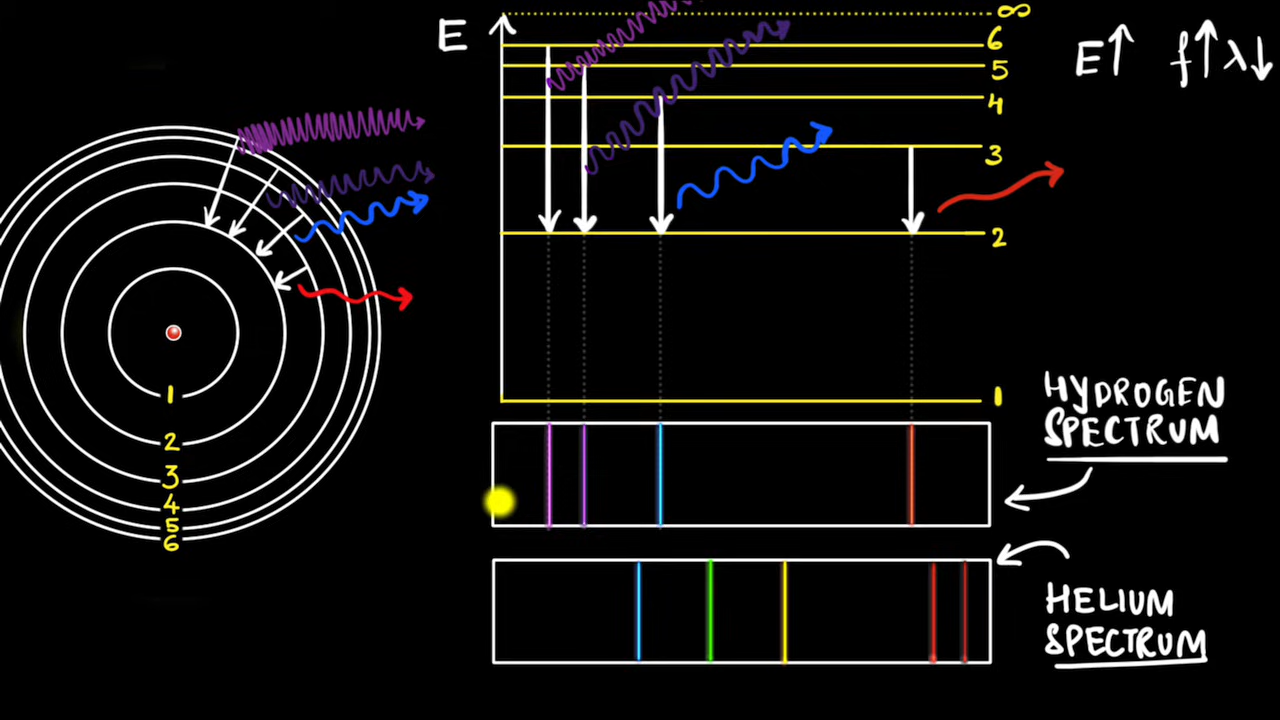 E
∞
6
5
4
3
2
1
E↑ f↑ λ↓
1
2
3
4
5
6
HYDROGEN
SPECTRUM
HELIUM
SPECTRUM